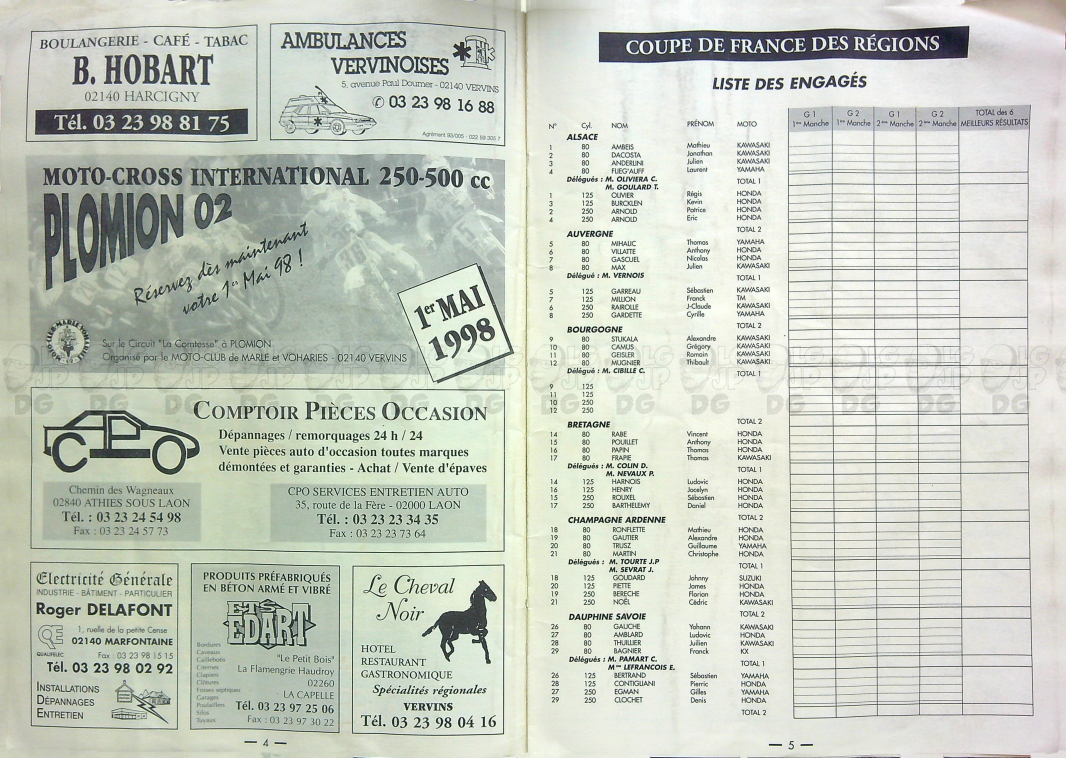 BOULANGERIE - CAFÉ - TABAC
B. HOBART
02140 HARCIGNY
Tél. 03 23 98 81 75
AMBULANCES
VERVINOISES
5, avenue Paul Doumer - 02140 VERVINS
✆ 03 23 98 16 88
Agrément 93/005 - 022 59 305 7
MOTO-CROSS INTERNATIONAL 250-500 cc
PLOMION 02
Réservez dès maintenant
votre 1er Mai 98 !
1er MAI
1998
Sur le Circuit "La Comtesse" à PLOMION
Organisé par le MOTO-CLUB de MARLE et VOHARIES - 02140 VERVINS
COMPTOIR PIÈCES OCCASION
Dépannages / remorquages 24 h / 24
Vente pièces auto d'occasion toutes marques
démontées et garanties - Achat / Vente d'épaves
Chemin des Wagneaux
02840 ATHIES SOUS LAON
Tél. : 03 23 24 54 98
Fax : 03 23 24 57 73
CPO SERVICES ENTRETIEN AUTO
35, route de la Fère - 02000 LAON
Tél. : 03 23 23 34 35
Fax : 03 23 23 73 64
Electricité Générale
INDUSTRIE - BÂTIMENT - PARTICULIER
Roger DELAFONT
1, ruelle de la petite Cense
02140 MARFONTAINE
QUALIFELEC
Fax : 03 23 98 15 15
Tél. 03 23 98 02 92
INSTALLATIONS
DÉPANNAGES
ENTRETIEN
PRODUITS PRÉFABRIQUÉS
EN BÉTON ARMÉ ET VIBRÉ
ETS EDART
Bordures
Caveaux
Caillebotis
Citernes
Clapiers
Clôtures
Fosses septiques
Garages
Poulaillers
Silos
Tuyaux
"Le Petit Bois"
La Flamengrie Haudroy
02260
LA CAPELLE
Tél. 03 23 97 25 06
Fax : 03 23 97 30 22
Le Cheval
Noir
HOTEL
RESTAURANT
GASTRONOMIQUE
Spécialités régionales
VERVINS
Tél. 03 23 98 04 16
— 4 —
COUPE DE FRANCE DES RÉGIONS
LISTE DES ENGAGÉS
N° Cyl. NOM PRÉNOM MOTO G 1 1ère Manche G 2 1ère Manche G 1 2ème Manche G 2 2ème Manche TOTAL des 6 MEILLEURS RÉSULTATS
ALSACE
1 80 AMBEIS Mathieu KAWASAKI
2 80 DACOSTA Jonathan KAWASAKI
3 80 ANDERLINI Julien KAWASAKI
4 80 FLIEG'AUFF Laurent YAMAHA
Délégués : M. OLIVIERA C. TOTAL 1
M. GOULARD T.
1 125 OLIVIER Régis HONDA
3 125 BURCKLEN Kevin HONDA
2 250 ARNOLD Patrice HONDA
4 250 ARNOLD Eric HONDA
TOTAL 2
AUVERGNE
5 80 MIHALIC Thomas YAMAHA
6 80 VILLATTE Anthony HONDA
7 80 GASCUEL Nicolas HONDA
8 80 MAX Julien KAWASAKI
Délégué : M. VERNOIS TOTAL 1
5 125 GARREAU Sébastien KAWASAKI
7 125 MILLION Franck TM
6 250 RAIROLLE J-Claude KAWASAKI
8 250 GARDETTE Cyrille YAMAHA
TOTAL 2
BOURGOGNE
9 80 STUKALA Alexandre KAWASAKI
10 80 CAMUS Grégory KAWASAKI
11 80 GEISLER Romain KAWASAKI
12 80 MUGNIER Thibault KAWASAKI
Délégué : M. CIBILLE C. TOTAL 1
9 125
11 125
10 250
12 250
TOTAL 2
BRETAGNE
14 80 RABE Vincent HONDA
15 80 POUILLET Anthony HONDA
16 80 PAPIN Thomas HONDA
17 80 FRAPIE Thomas KAWASAKI
Délégués : M. COLIN D. TOTAL 1
M. NEVAUX P.
14 125 HARNOIS Ludovic HONDA
16 125 HENRY Jocelyn HONDA
15 250 ROUXEL Sébastien HONDA
17 250 BARTHELEMY Daniel HONDA
TOTAL 2
CHAMPAGNE ARDENNE
18 80 RONFLETTE Mathieu HONDA
19 80 GAUTIER Alexandre HONDA
20 80 TRUSZ Guillaume YAMAHA
21 80 MARTIN Christophe HONDA
Délégués : M. TOURTE J.P TOTAL 1
M. SEVRAT J.
18 125 GOUDARD Johnny SUZUKI
20 125 PIETTE James HONDA
19 250 BERECHE Florian HONDA
21 250 NOËL Cédric KAWASAKI
TOTAL 2
DAUPHINE SAVOIE
26 80 GAUCHE Yohann KAWASAKI
27 80 AMBLARD Ludovic HONDA
28 80 THUILLIER Julien KAWASAKI
29 80 BAGNIER Franck KX
Délégués : M. PAMART C. TOTAL 1
Mme LEFRANCOIS E.
26 125 BERTRAND Sébastien YAMAHA
28 125 CONTIGLIANI Pierric HONDA
27 250 EGMAN Gilles YAMAHA
29 250 CLOCHET Denis HONDA
TOTAL 2
— 5 —